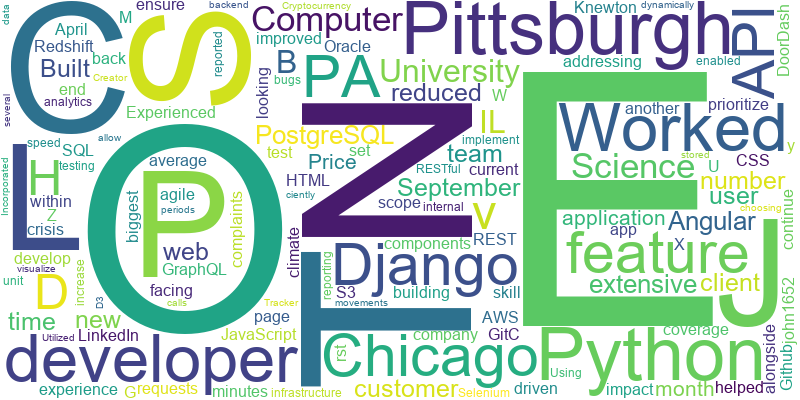 data
April
M
ensure
Computer
Pittsburgh
Knewton
dynamically
backend
Cryptocurrency
Redshift
improved
Oracle
addressing
enabled
DoorDash
API
C
S
Built
back
B
bugs
Creator
reported
looking
several
analytics
end
PA
University
W
another
prioritize
Experienced
reduced
IL
Worked
y
speed
SQL
PostgreSQL
test
set
implement
allow
testing
Price
RESTful
team
Science
U
CSS
Incorporated
L
H
average
HTML
current
number
within
agile
September
user
Z
P
O
N
E
scope
internal
V
application
Angular
continue
crisis
biggest
complaints
climate
components
REST
app
X
develop
web
Django
feature
J
visualize
periods
GraphQL
facing
reporting
S3
building
skill
extensive
client
unit
D
increase
D3
calls
Tracker
movements
AWS
john1652
time
new
Utilized
LinkedIn
JavaScript
page
T
company
GitC
coverage
Github
alongside
developer
rst
Chicago
Python
experience
G
requests
minutes
infrastructure
customer
Selenium
driven
Using
impact
month
helped
choosing
stored
ciently